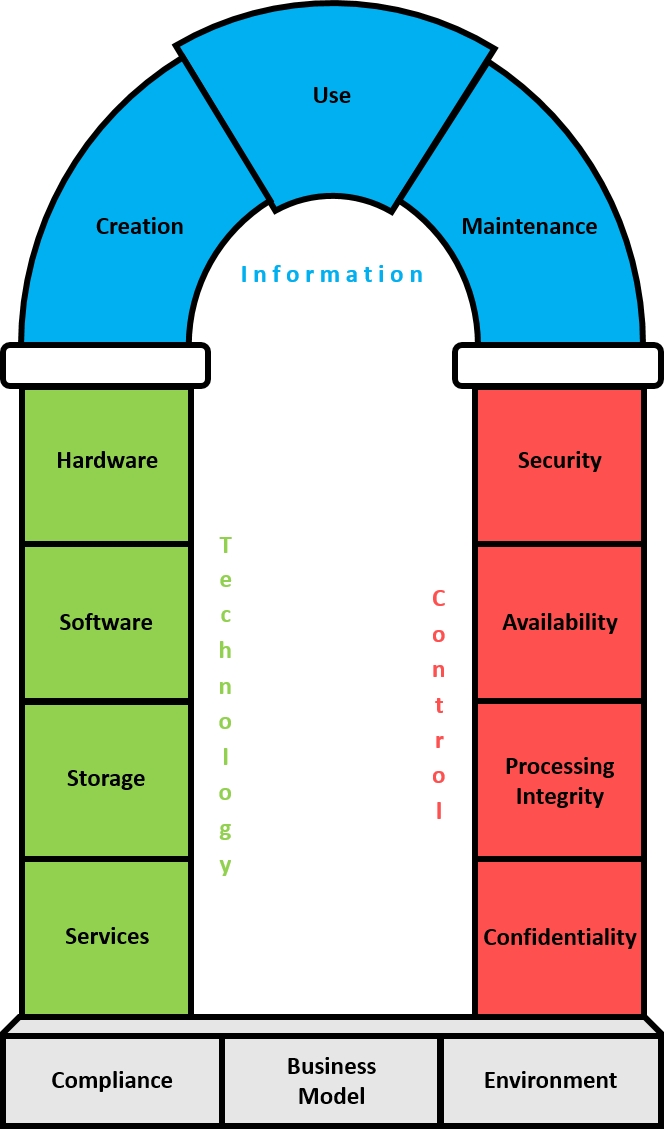 Use
Creation
Maintenance
Information
Hardware
Software
Storage
Services
Technology
Control
Security
Availability
Processing
Integrity
Confidentiality
Compliance
Business
Model
Environment